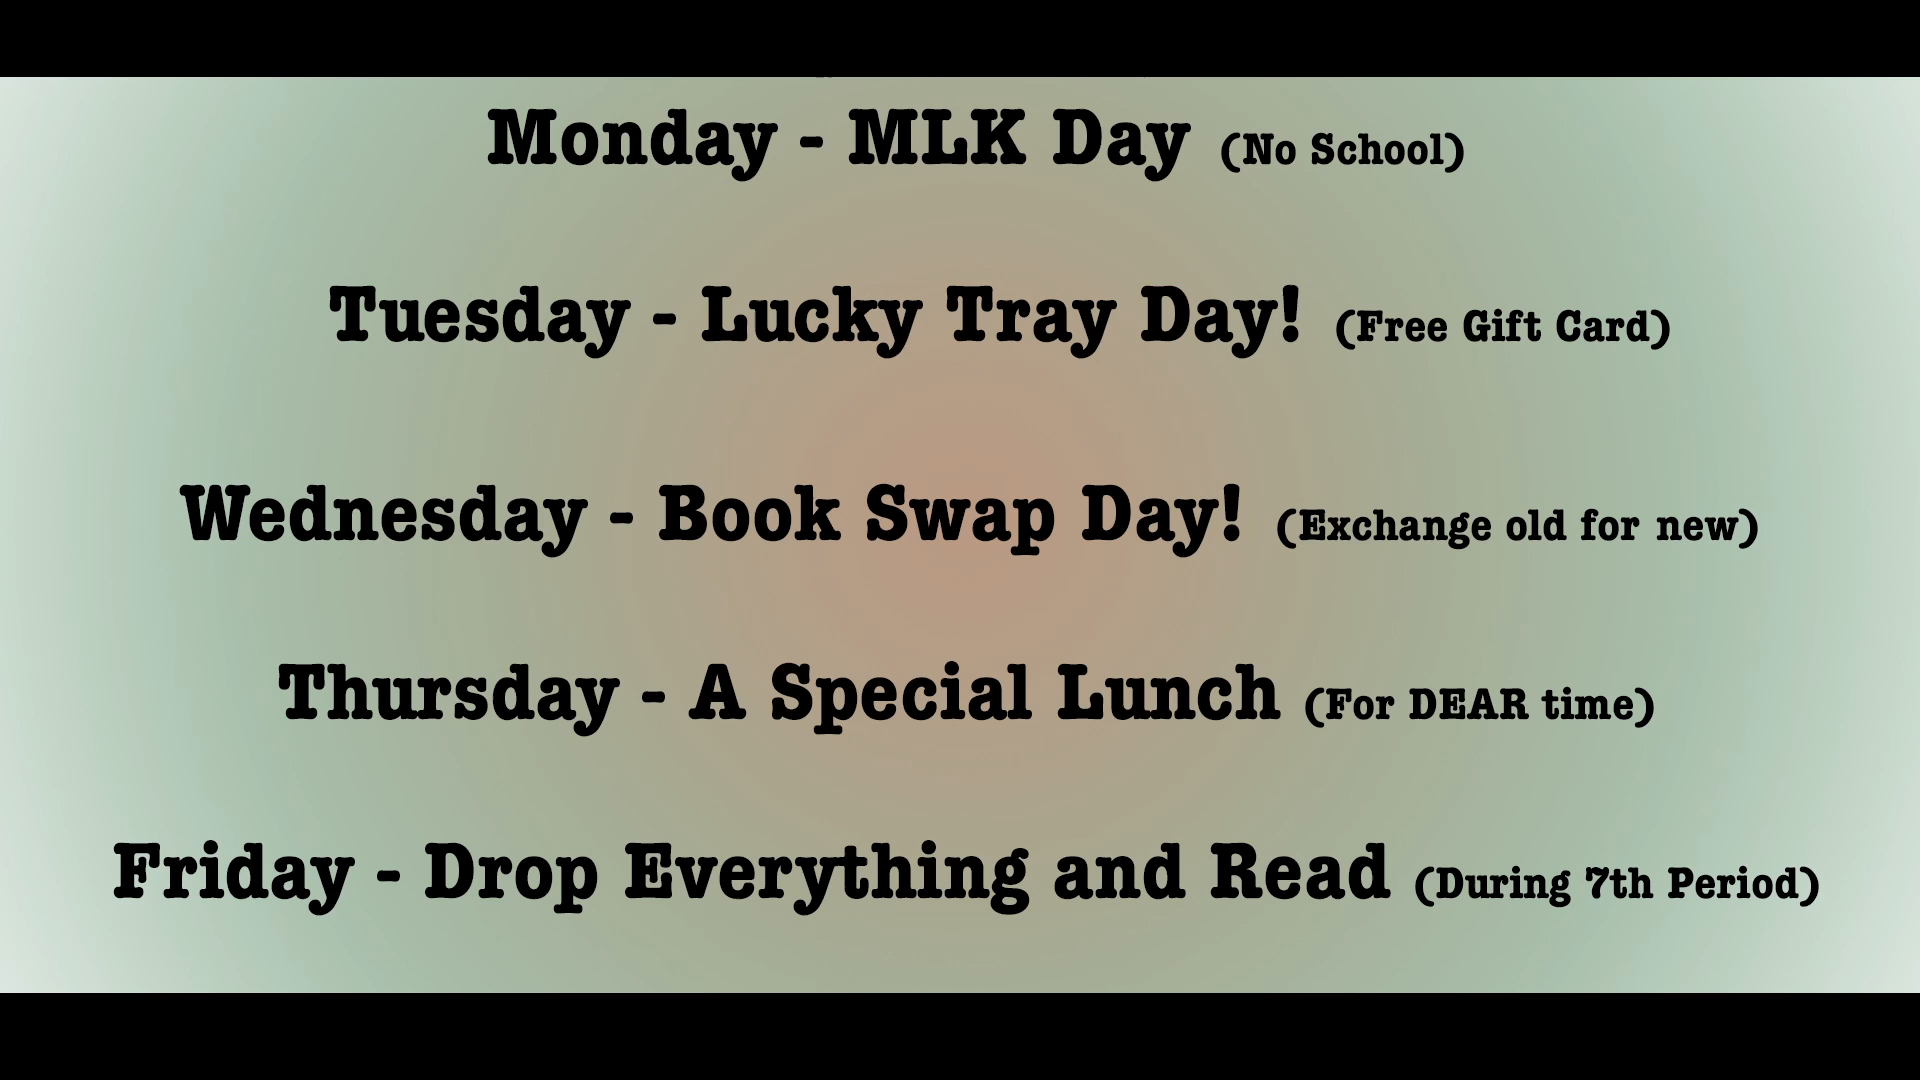 Monday - MLK Day (No School)
Tuesday - Lucky Tray Day! (Free Gift Card)
Wednesday - Book Swap Day! (Exchange old for new)
Thursday - A Special Lunch (For DEAR time)
Friday - Drop Everything and Read (During 7th Period)